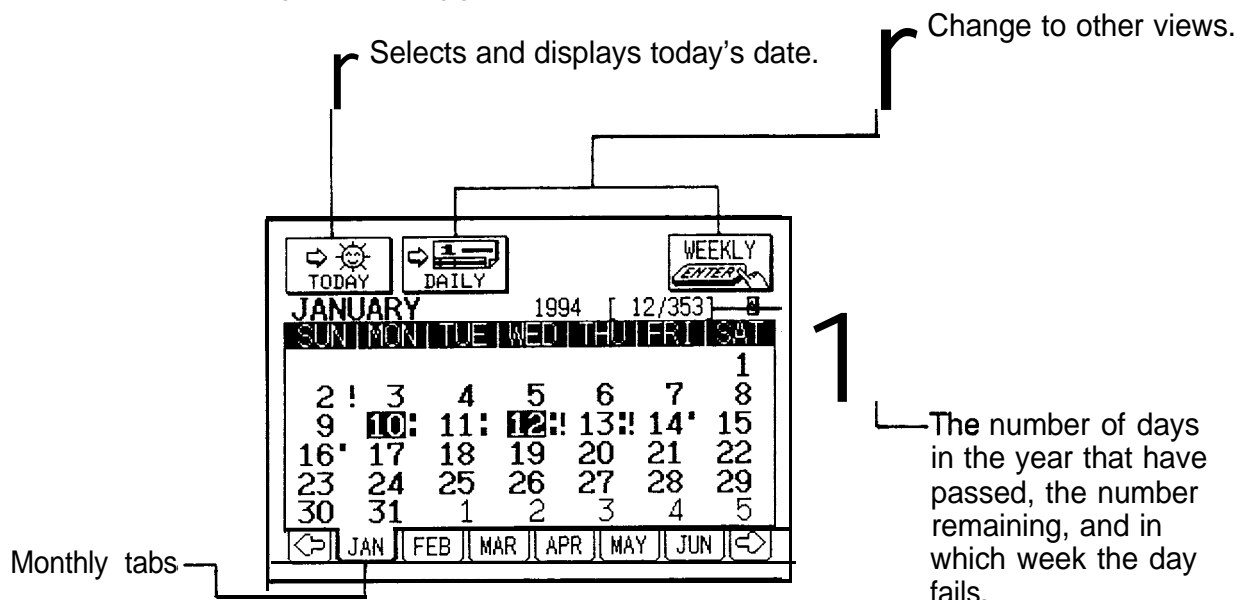 Change to other views.
Selects and displays today's date.
TODAY
DAILY
WEEKLY
ENTER
JANUARY 1994 [ 12/353]
SUN MON TUE WED THU FRI SAT
1
2 ! 3 4 5 6 7 8
9 10: 11: 12:! 13:! 14 15
16 17 18 19 20 21 22
23 24 25 26 27 28 29
30 31 1 2 3 4 5
JAN FEB MAR APR MAY JUN
Monthly tabs
1
The number of days
in the year that have
passed, the number
remaining, and in
which week the day
fails.